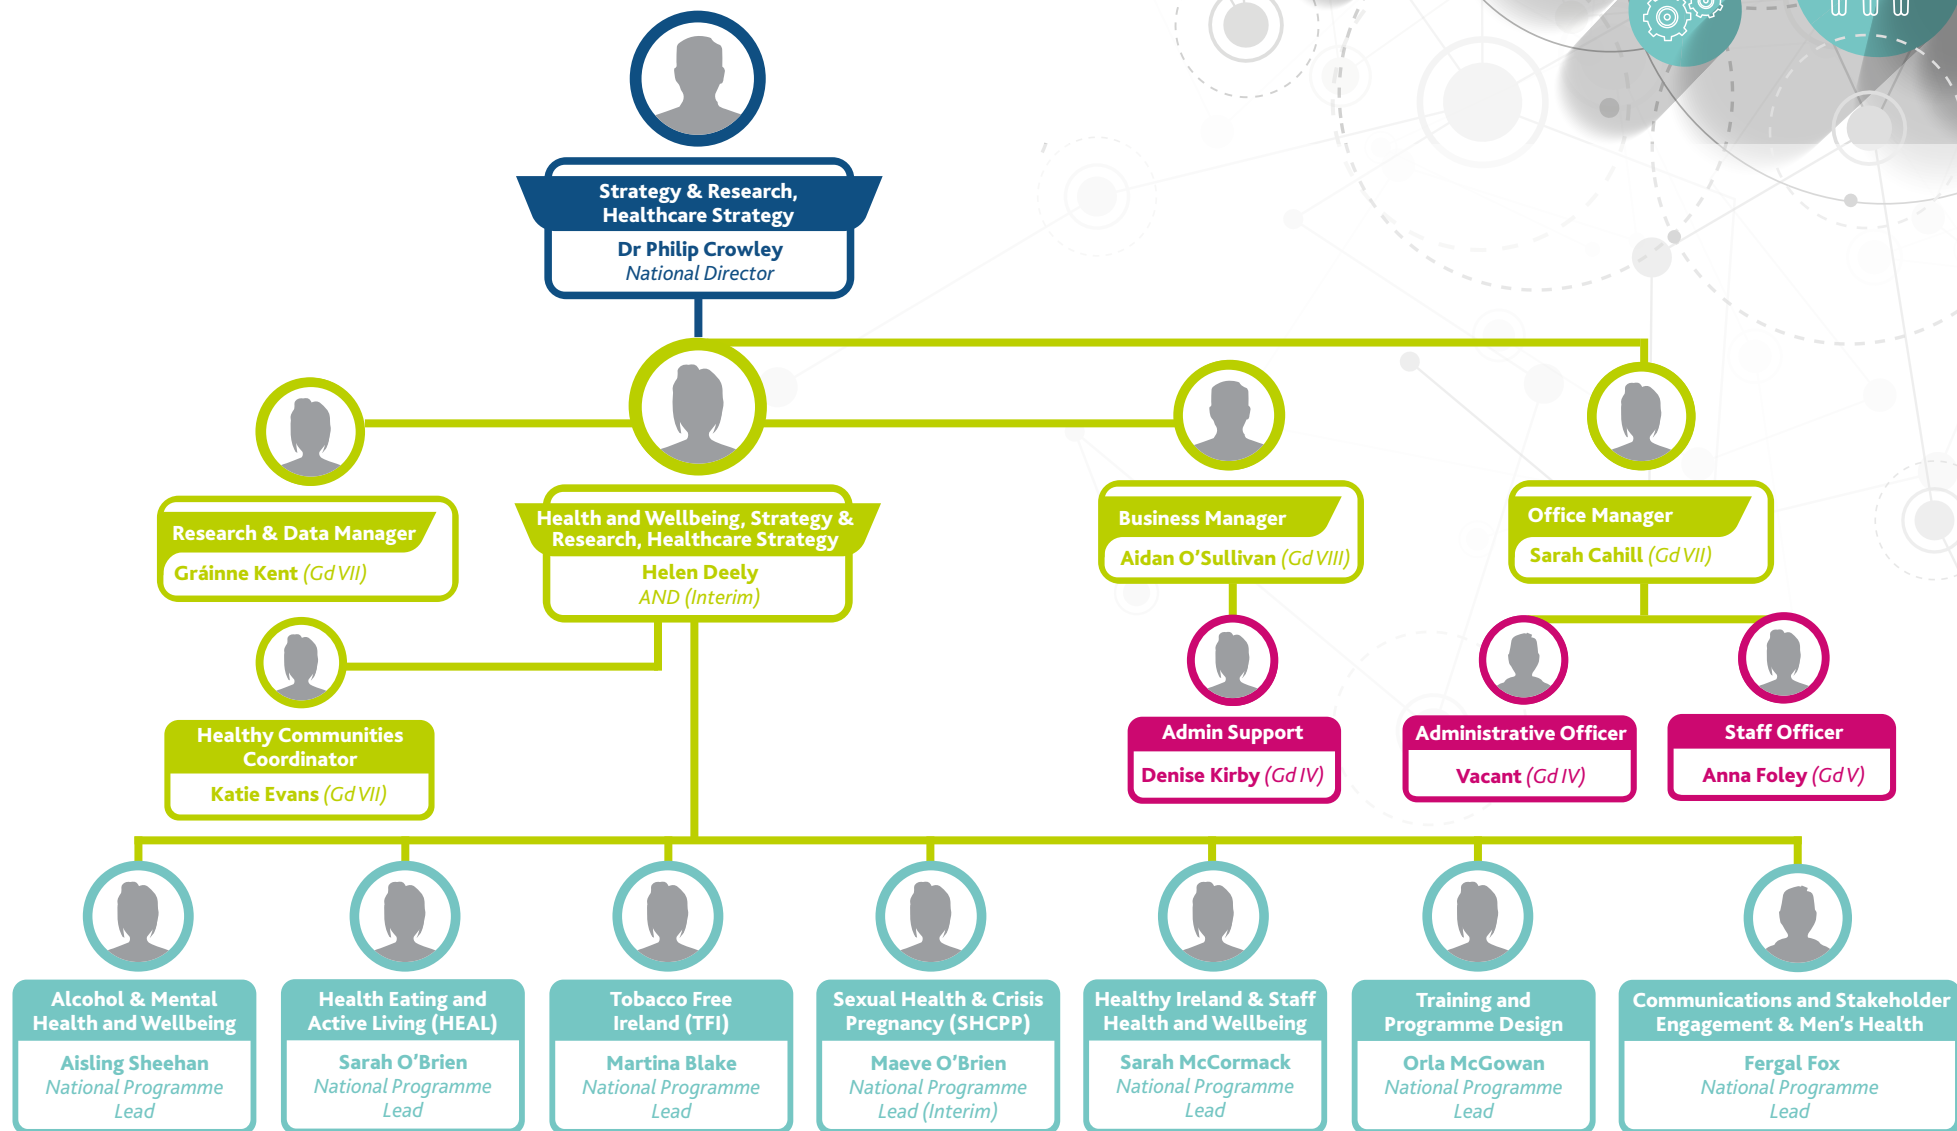 Strategy & Research,
Healthcare Strategy
Dr Philip Crowley
National Director
Research & Data Manager
Gráinne Kent (Gd VII)
Health and Wellbeing, Strategy &
Research, Healthcare Strategy
Helen Deely
AND (Interim)
Business Manager
Aidan O'Sullivan (Gd VIII)
Office Manager
Sarah Cahill (Gd VII)
Healthy Communities
Coordinator
Katie Evans (Gd VII)
Admin Support
Denise Kirby (Gd IV)
Administrative Officer
Vacant (Gd IV)
Staff Officer
Anna Foley (Gd V)
Alcohol & Mental
Health and Wellbeing
Aisling Sheehan
National Programme
Lead
Health Eating and
Active Living (HEAL)
Sarah O'Brien
National Programme
Lead
Tobacco Free
Ireland (TFI)
Martina Blake
National Programme
Lead
Sexual Health & Crisis
Pregnancy (SHCPP)
Maeve O'Brien
National Programme
Lead (Interim)
Healthy Ireland & Staff
Health and Wellbeing
Sarah McCormack
National Programme
Lead
Training and
Programme Design
Orla McGowan
National Programme
Lead
Communications and Stakeholder
Engagement & Men's Health
Fergal Fox
National Programme
Lead